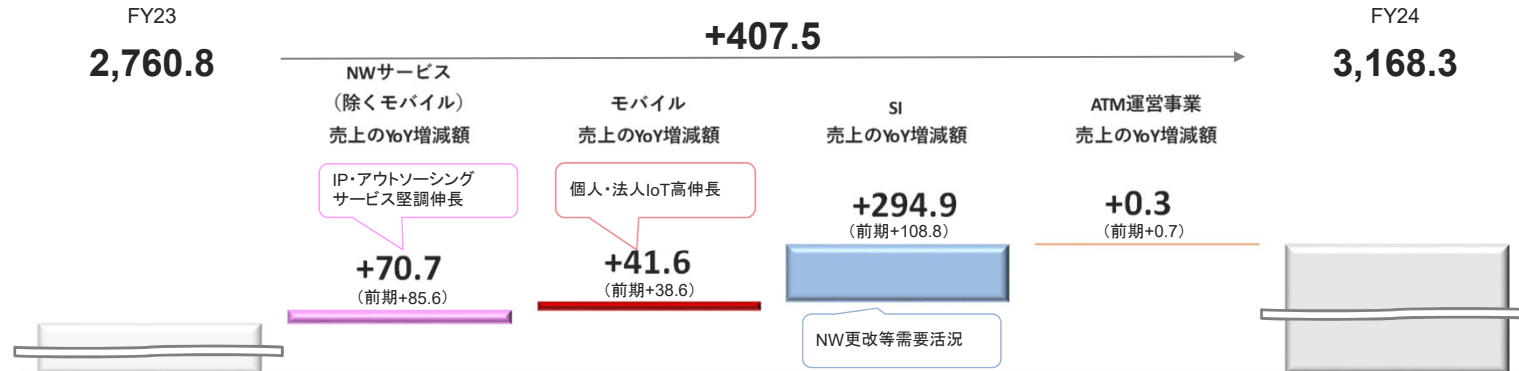 FY23
2,760.8
+407.5
FY24
3,168.3
NWサービス
（除くモバイル）
売上のYoY増減額
モバイル
売上のYoY増減額
SI
売上のYoY増減額
ATM運営事業
売上のYoY増減額
IP・アウトソーシング
サービス堅調伸長
+70.7
（前期+85.6）
個人・法人IoT高伸長
+41.6
（前期+38.6）
+294.9
（前期+108.8）
NW更改等需要活況
+0.3
（前期+0.7）